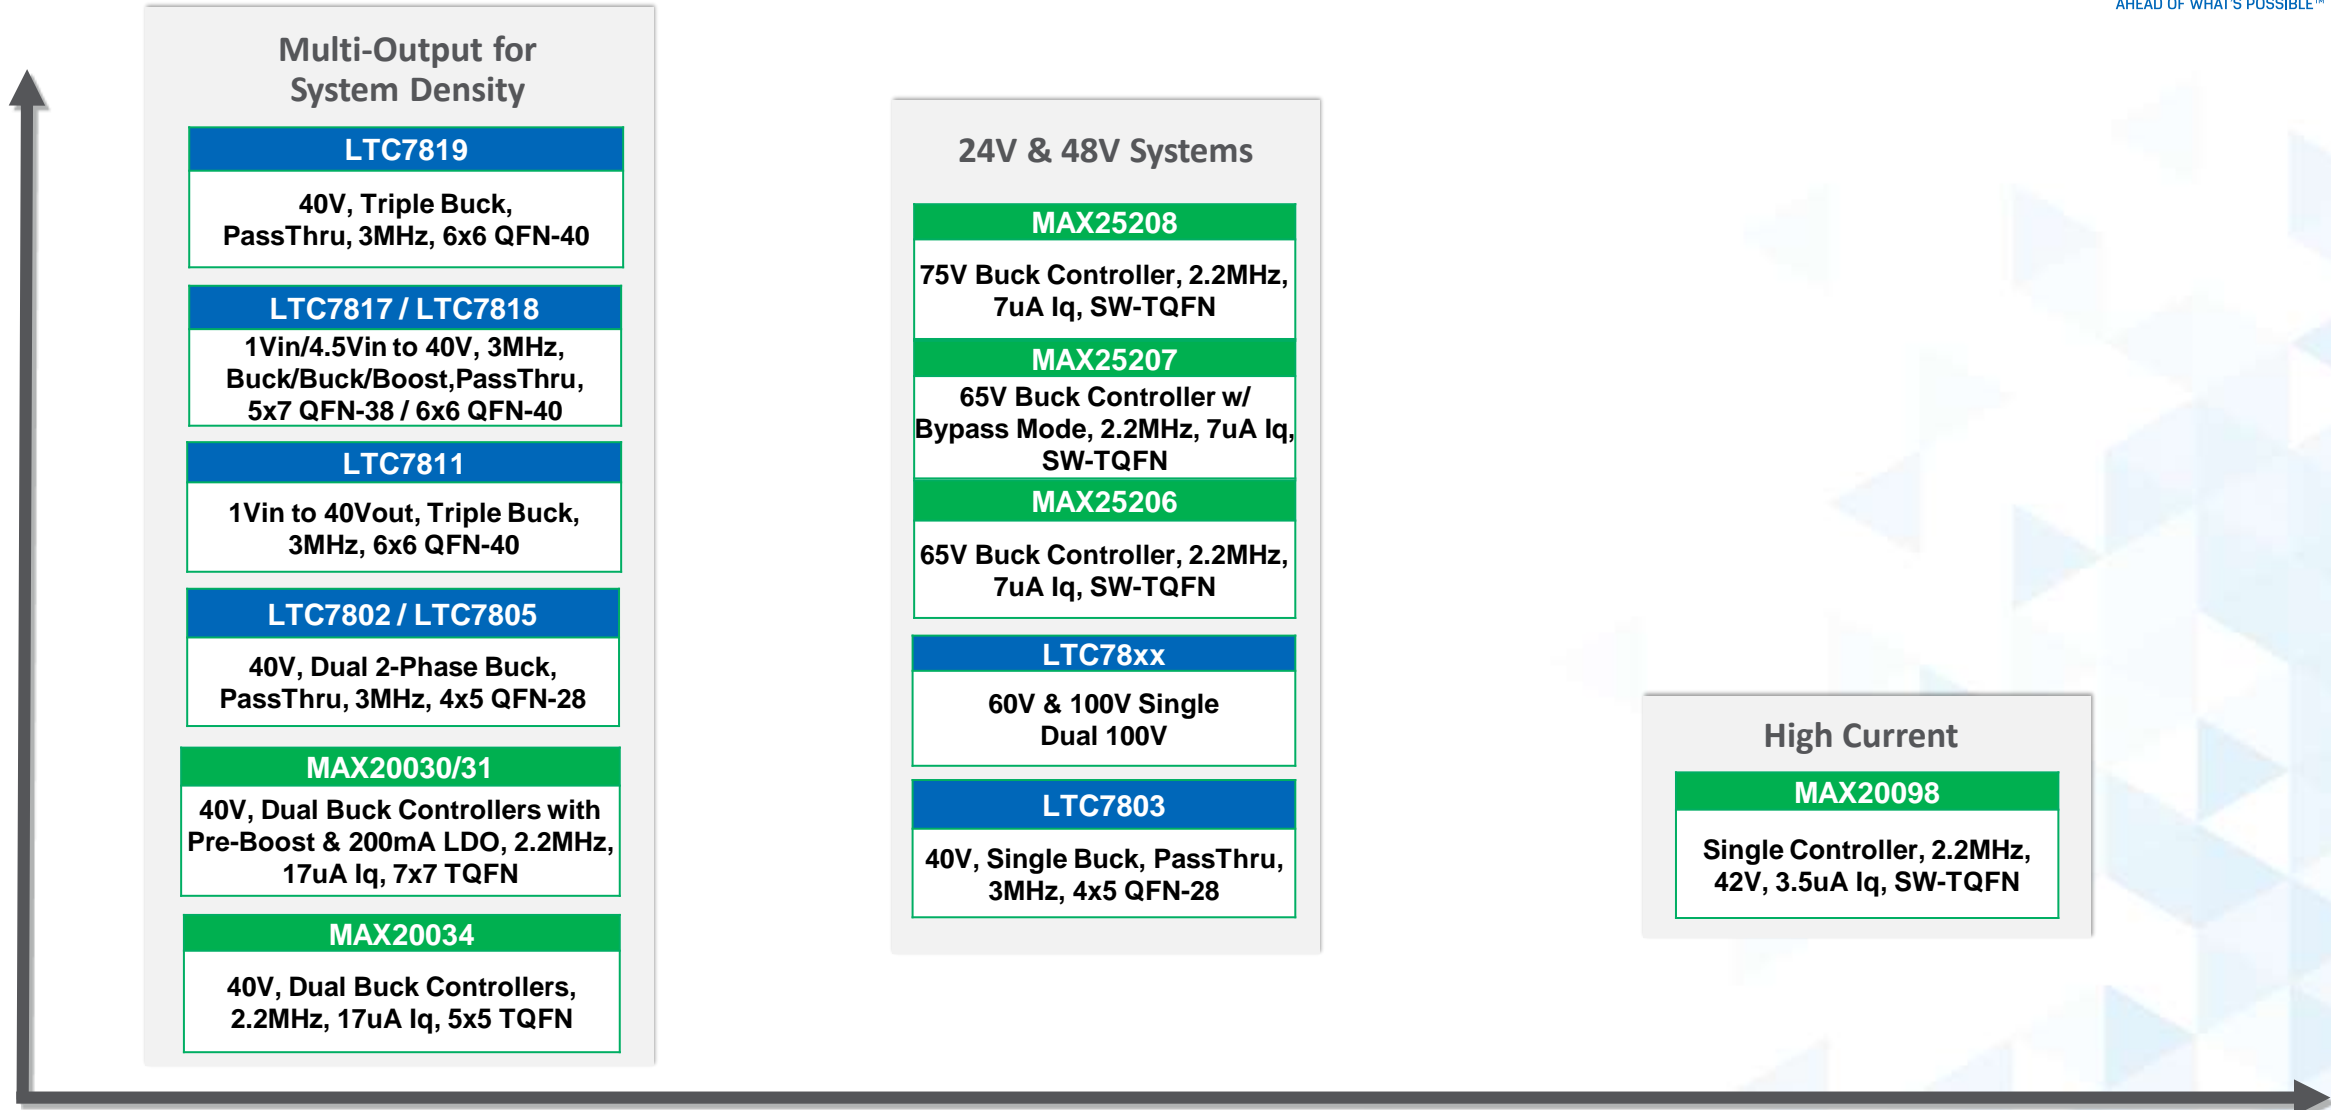 AHEAD OF WHAT'S POSSIBLE™
Multi-Output for
System Density
LTC7819
40V, Triple Buck,
PassThru, 3MHz, 6x6 QFN-40
LTC7817 / LTC7818
1Vin/4.5Vin to 40V, 3MHz,
Buck/Buck/Boost,PassThru,
5x7 QFN-38 / 6x6 QFN-40
LTC7811
1Vin to 40Vout, Triple Buck,
3MHz, 6x6 QFN-40
LTC7802 / LTC7805
40V, Dual 2-Phase Buck,
PassThru, 3MHz, 4x5 QFN-28
MAX20030/31
40V, Dual Buck Controllers with
Pre-Boost & 200mA LDO, 2.2MHz,
17uA Iq, 7x7 TQFN
MAX20034
40V, Dual Buck Controllers,
2.2MHz, 17uA Iq, 5x5 TQFN
24V & 48V Systems
MAX25208
75V Buck Controller, 2.2MHz,
7uA Iq, SW-TQFN
MAX25207
65V Buck Controller w/
Bypass Mode, 2.2MHz, 7uA Iq,
SW-TQFN
MAX25206
65V Buck Controller, 2.2MHz,
7uA Iq, SW-TQFN
LTC78xx
60V & 100V Single
Dual 100V
LTC7803
40V, Single Buck, PassThru,
3MHz, 4x5 QFN-28
High Current
MAX20098
Single Controller, 2.2MHz,
42V, 3.5uA Iq, SW-TQFN